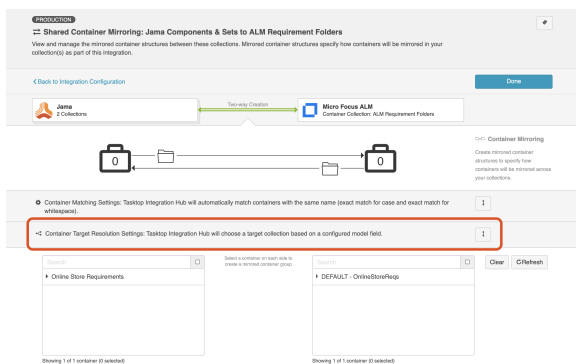 PRODUCTION
Shared Container Mirroring: Jama Components & Sets to ALM Requirement Folders
View and manage the mirrored container structures between these collections. Mirrored container structures specify how containers will be mirrored in your
collection(s) as part of this integration.
Back to Integration Configuration
Done
Jama
2 Collections
Two-way Creation
Micro Focus ALM
Container Collection: ALM Requirement Folders
0
0
Container Mirroring
Create mirrored container
structures to specify how
containers will be mirrored across
your collections.
Container Matching Settings: Tasktop Integration Hub will automatically match containers with the same name (exact match for case and exact match for
whitespace).
Container Target Resolution Settings: Tasktop Integration Hub will choose a target collection based on a configured model field.
Search
Select a container on each side to
create a mirrored container group
Search
Clear
Refresh
Online Store Requirements
DEFAULT - OnlineStoreReqs
Showing 1 of 1 container (0 selected)
Showing 1 of 1 container (0 selected)